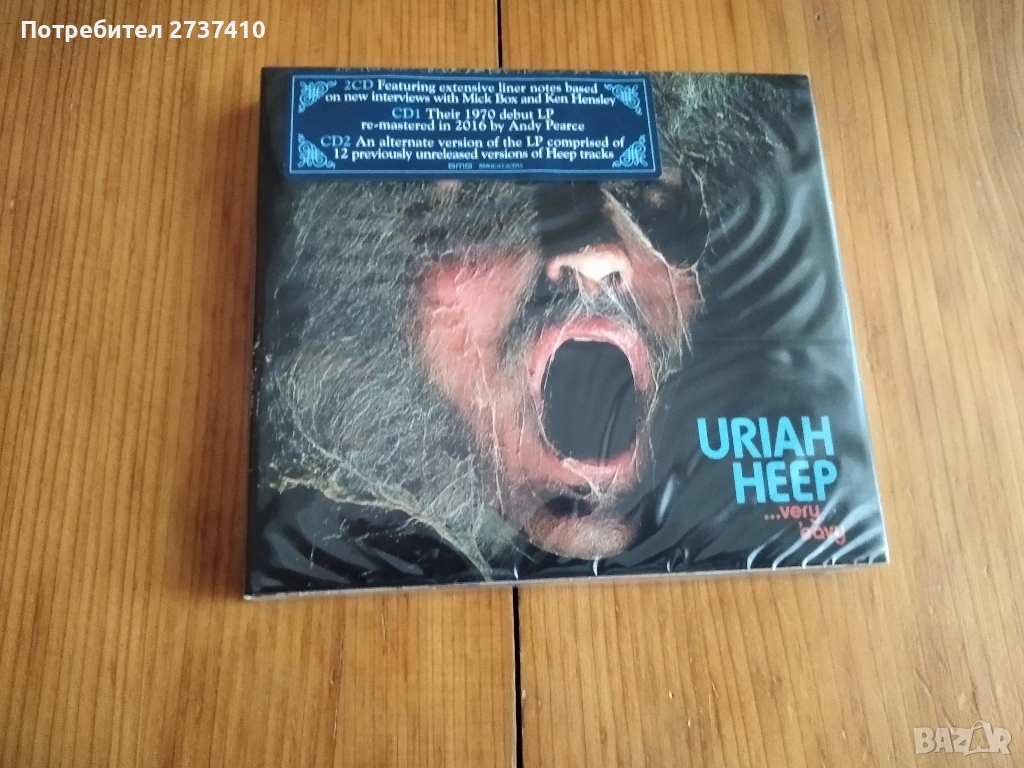 Потребител 2737410
2CD Featuring extensive liner notes based
on new interviews with Mick Box and Ken Hensley
CD1 Their 1970 debut LP
re-mastered in 2016 by Andy Pearce
CD2 An alternate version of the LP comprised of
12 previously unreleased versions of Heep tracks
BMG
URIAH
HEEP
...very
'eavy
BAZAR